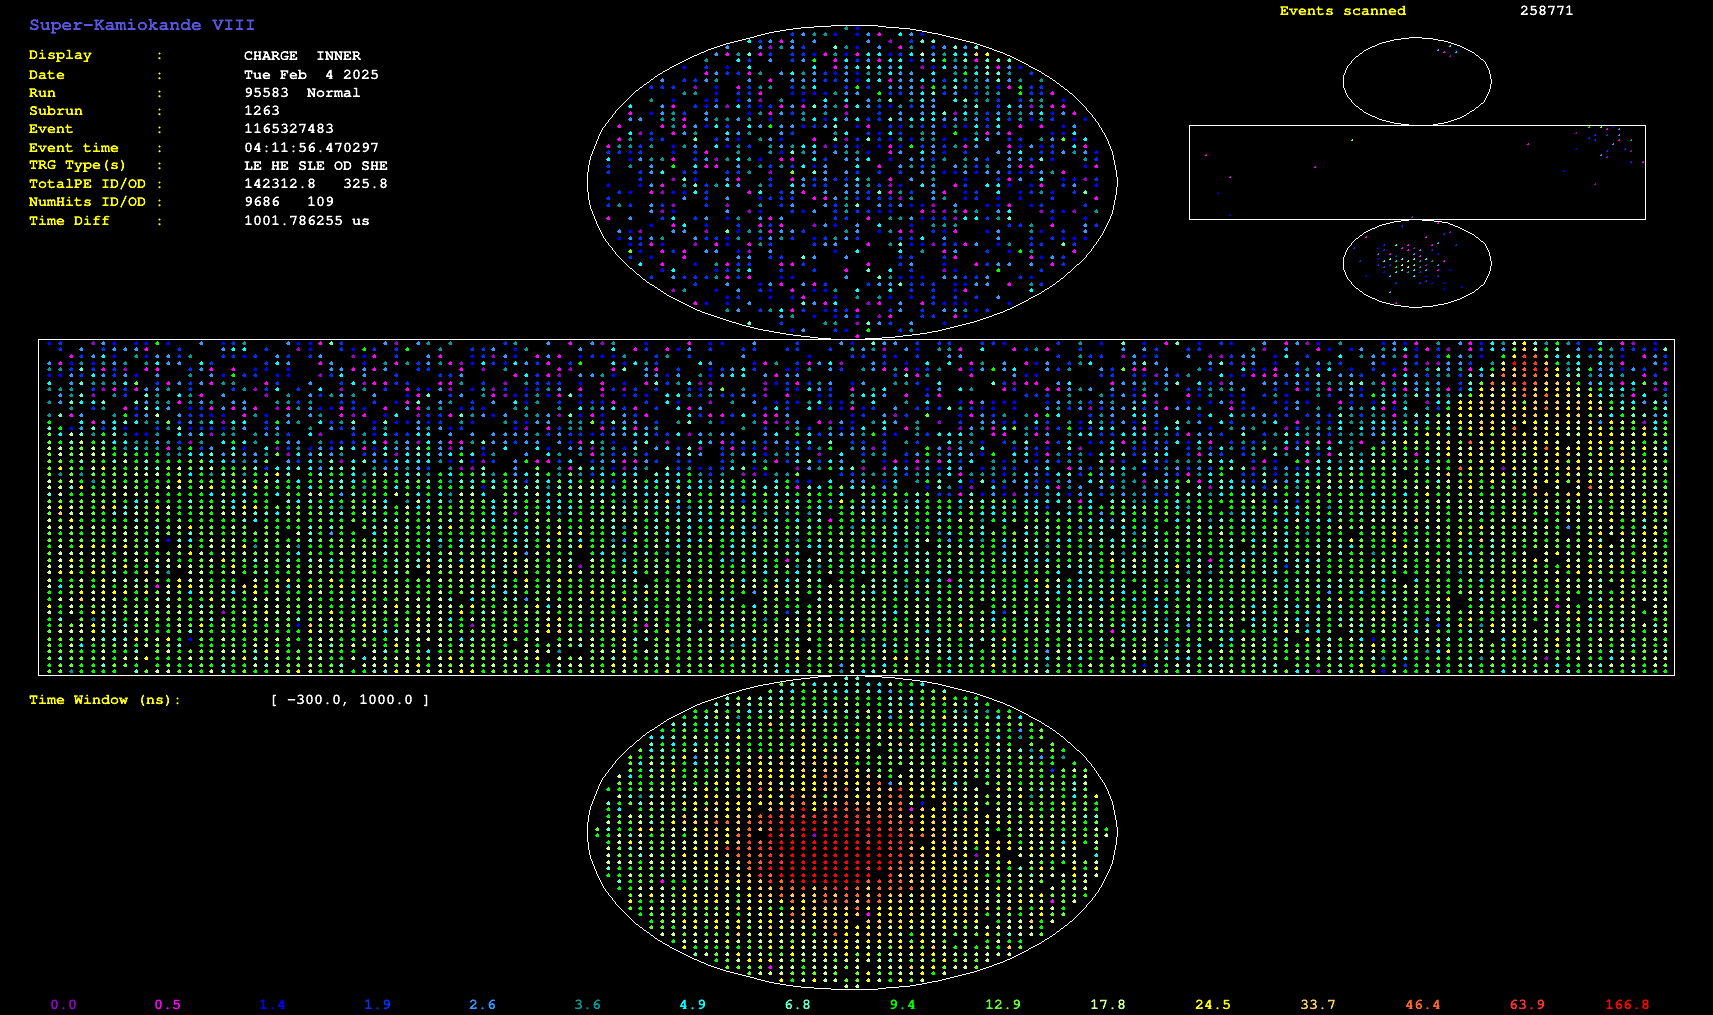 Super-Kamiokande VIII
Events scanned 258771
Display : CHARGE INNER
Date : Tue Feb 4 2025
Run : 95583 Normal
Subrun : 1263
Event : 1165327483
Event time : 04:11:56.470297
TRG Type(s) : LE HE SLE OD SHE
TotalPE ID/OD : 142312.8 325.8
NumHits ID/OD : 9686 109
Time Diff : 1001.786255 us
Time Window (ns): [ -300.0, 1000.0 ]
0.0 0.5 1.4 1.9 2.6 3.6 4.9 6.8 9.4 12.9 17.8 24.5 33.7 46.4 63.9 166.8